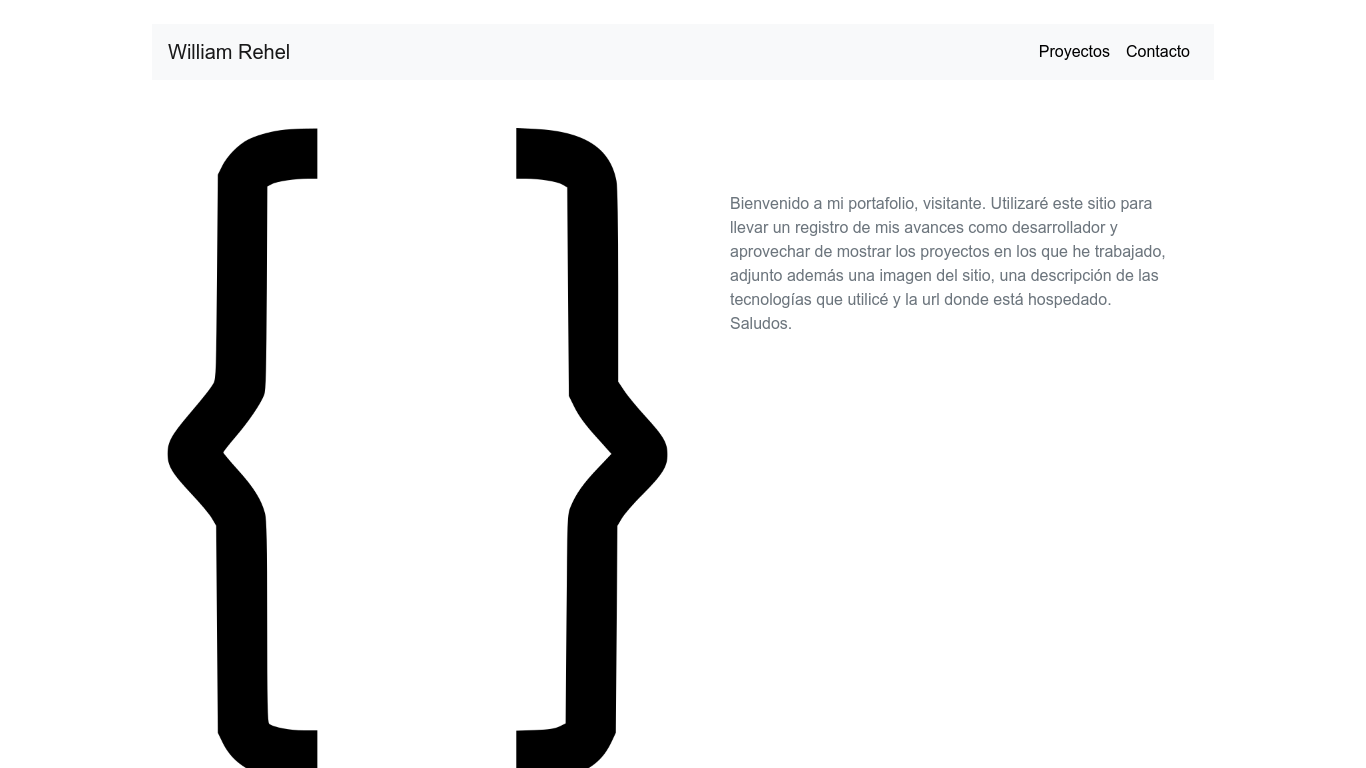 William Rehel
Proyectos Contacto
Bienvenido a mi portafolio, visitante. Utilizaré este sitio para
llevar un registro de mis avances como desarrollador y
aprovechar de mostrar los proyectos en los que he trabajado,
adjunto además una imagen del sitio, una descripción de las
tecnologías que utilicé y la url donde está hospedado.
Saludos.